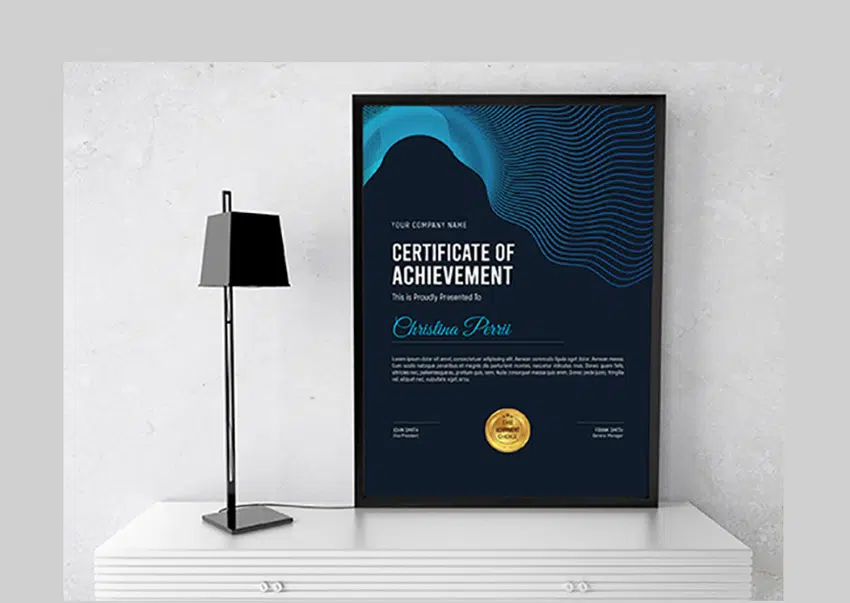 YOUR COMPANY NAME
CERTIFICATE OF
ACHIEVEMENT
This is Proudly Presented To
Christina Perrii
Lorem ipsum dolor sit amet, consectetuer adipiscing elit. Aenean commodo ligula eget dolor. Aenean massa.
Cum sociis natoque penatibus et magnis dis parturient montes, nascetur ridiculus mus. Donec quam felis,
ultricies nec, pellentesque eu, pretium quis, sem. Nulla consequat massa quis enim. Donec pede justo, fringilla
vel, aliquet nec, vulputate eget, arcu.
JOHN SMITH
Vice President
FRANK SMITH
General Manager